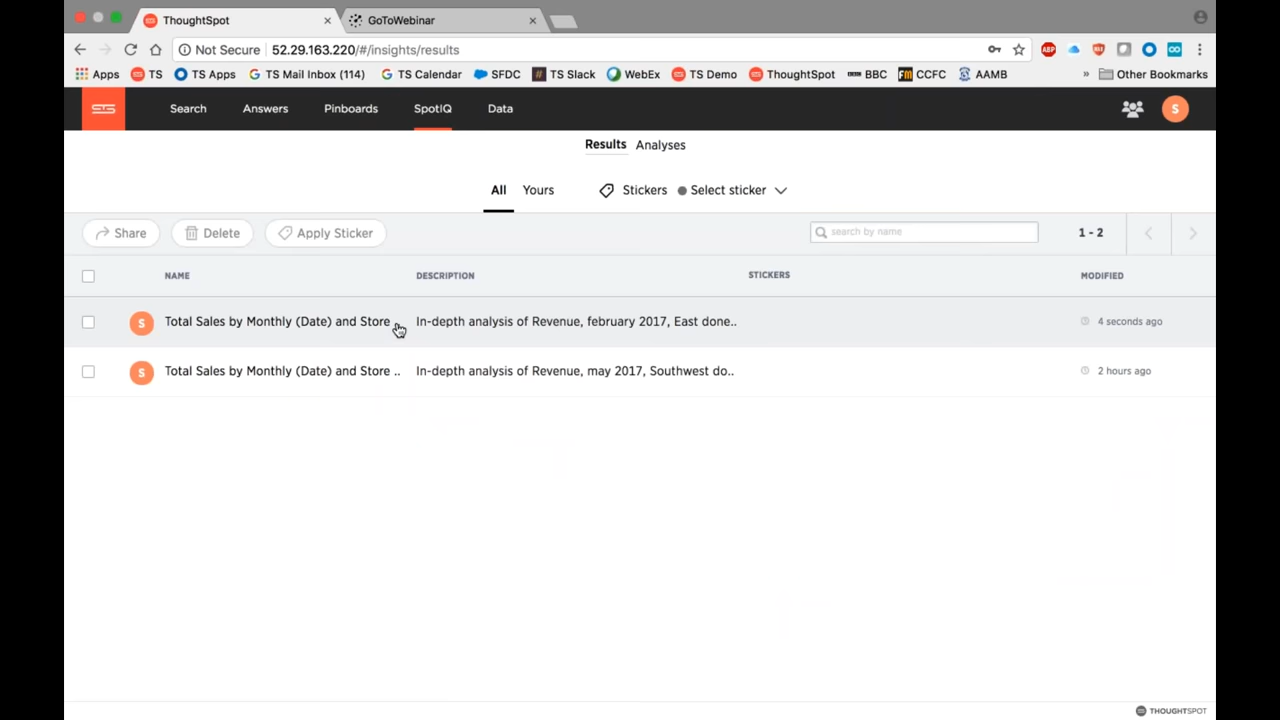 ThoughtSpot
GoToWebinar
Not Secure 52.29.163.220/#/insights/results
ABP
Apps TS TS Apps TS Mail Inbox (114) TS Calendar SFDC TS Slack WebEx TS Demo ThoughtSpot BBC BBC FM CCFC AAMB » Other Bookmarks
Search Answers Pinboards SpotIQ Data S
Results Analyses
All Yours Stickers Select sticker
Share Delete Apply Sticker search by name 1 - 2
NAME DESCRIPTION STICKERS MODIFIED
S Total Sales by Monthly (Date) and Store In-depth analysis of Revenue, february 2017, East done.. 4 seconds ago
S Total Sales by Monthly (Date) and Store .. In-depth analysis of Revenue, may 2017, Southwest do.. 2 hours ago
THOUGHTSPOT